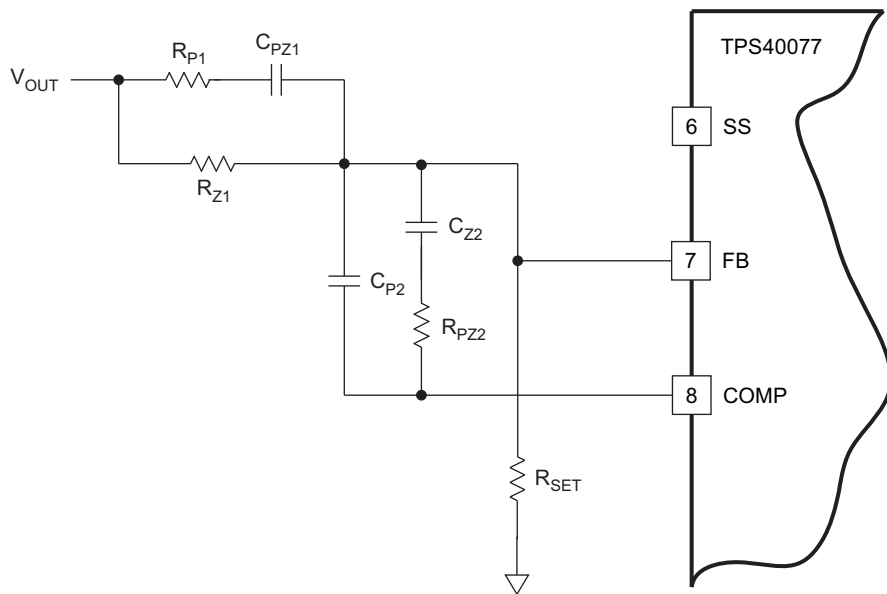 TPS40077
R_P1
C_PZ1
V_OUT
R_Z1
6 SS
C_Z2
C_P2
7 FB
R_PZ2
8 COMP
R_SET